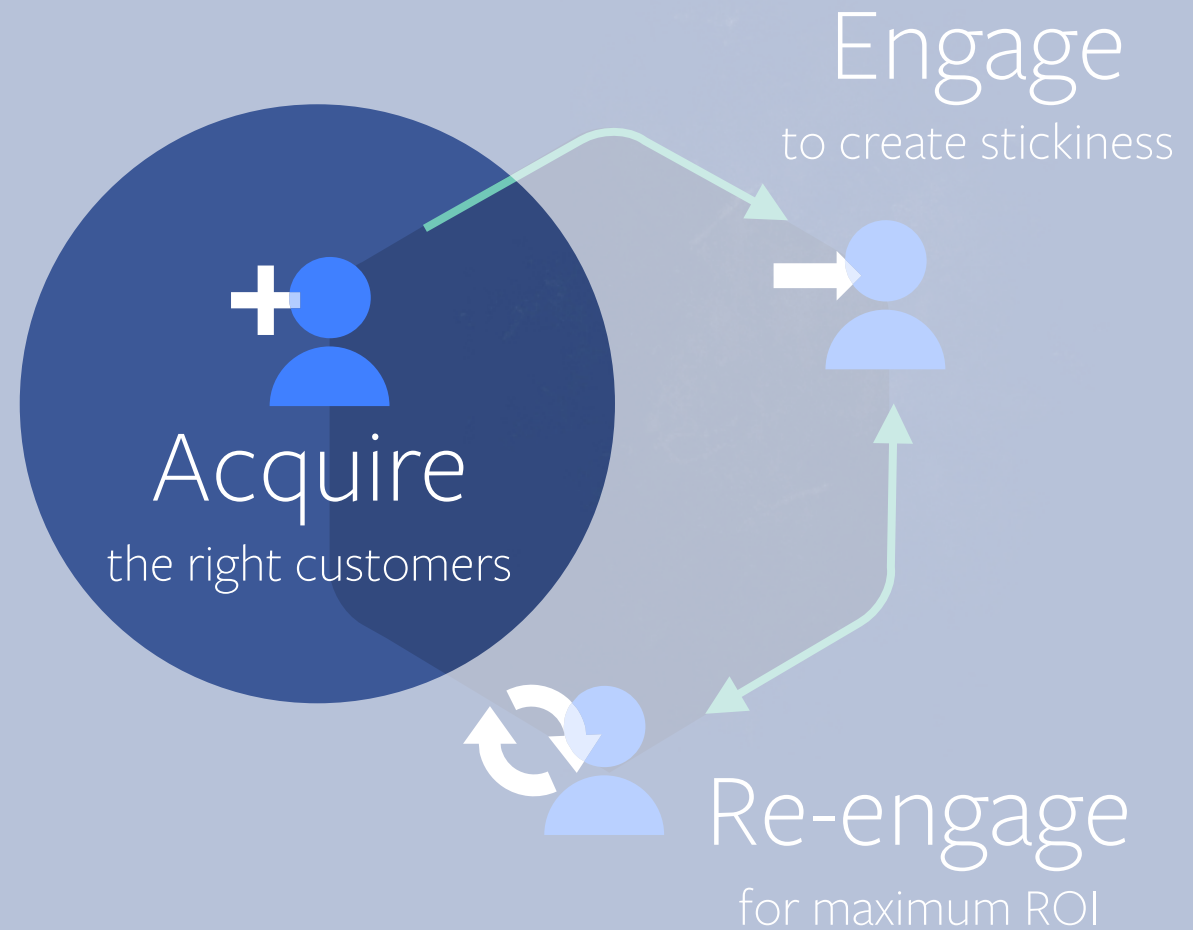 Engage
to create stickiness
Acquire
the right customers
Re-engage
for maximum ROI